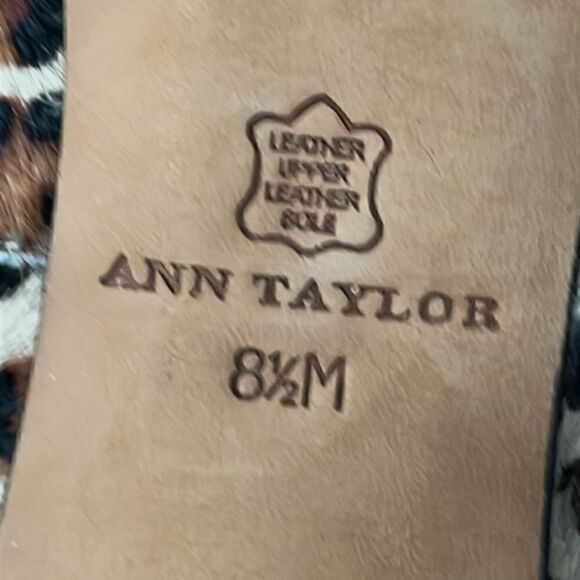 LEATHER
UPPER
LEATHER
SOLE
ANN TAYLOR
8½M